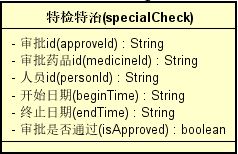 特检特治(specialCheck)
- 审批id(approveId) : String
- 审批药品id(medicineId) : String
- 人员id(personId) : String
- 开始日期(beginTime) : String
- 终止日期(endTime) : String
- 审批是否通过(isApproved) : boolean